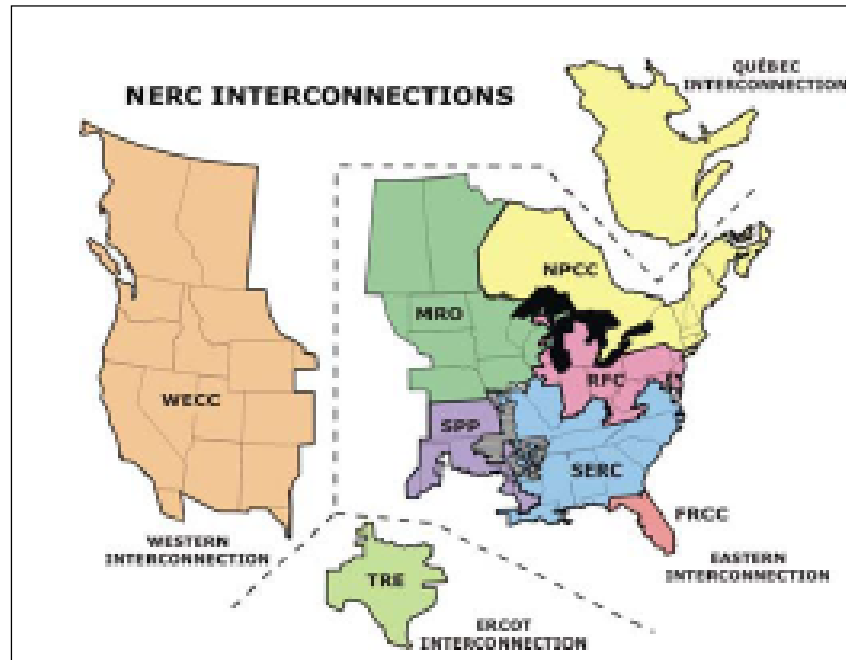 QUÉBEC
INTERCONNECTION
NERC INTERCONNECTIONS
NPCC
MRO
RFC
WECC
SPP
SERC
FRCC
WESTERN
INTERCONNECTION
EASTERN
INTERCONNECTION
TRE
ERCOT
INTERCONNECTION